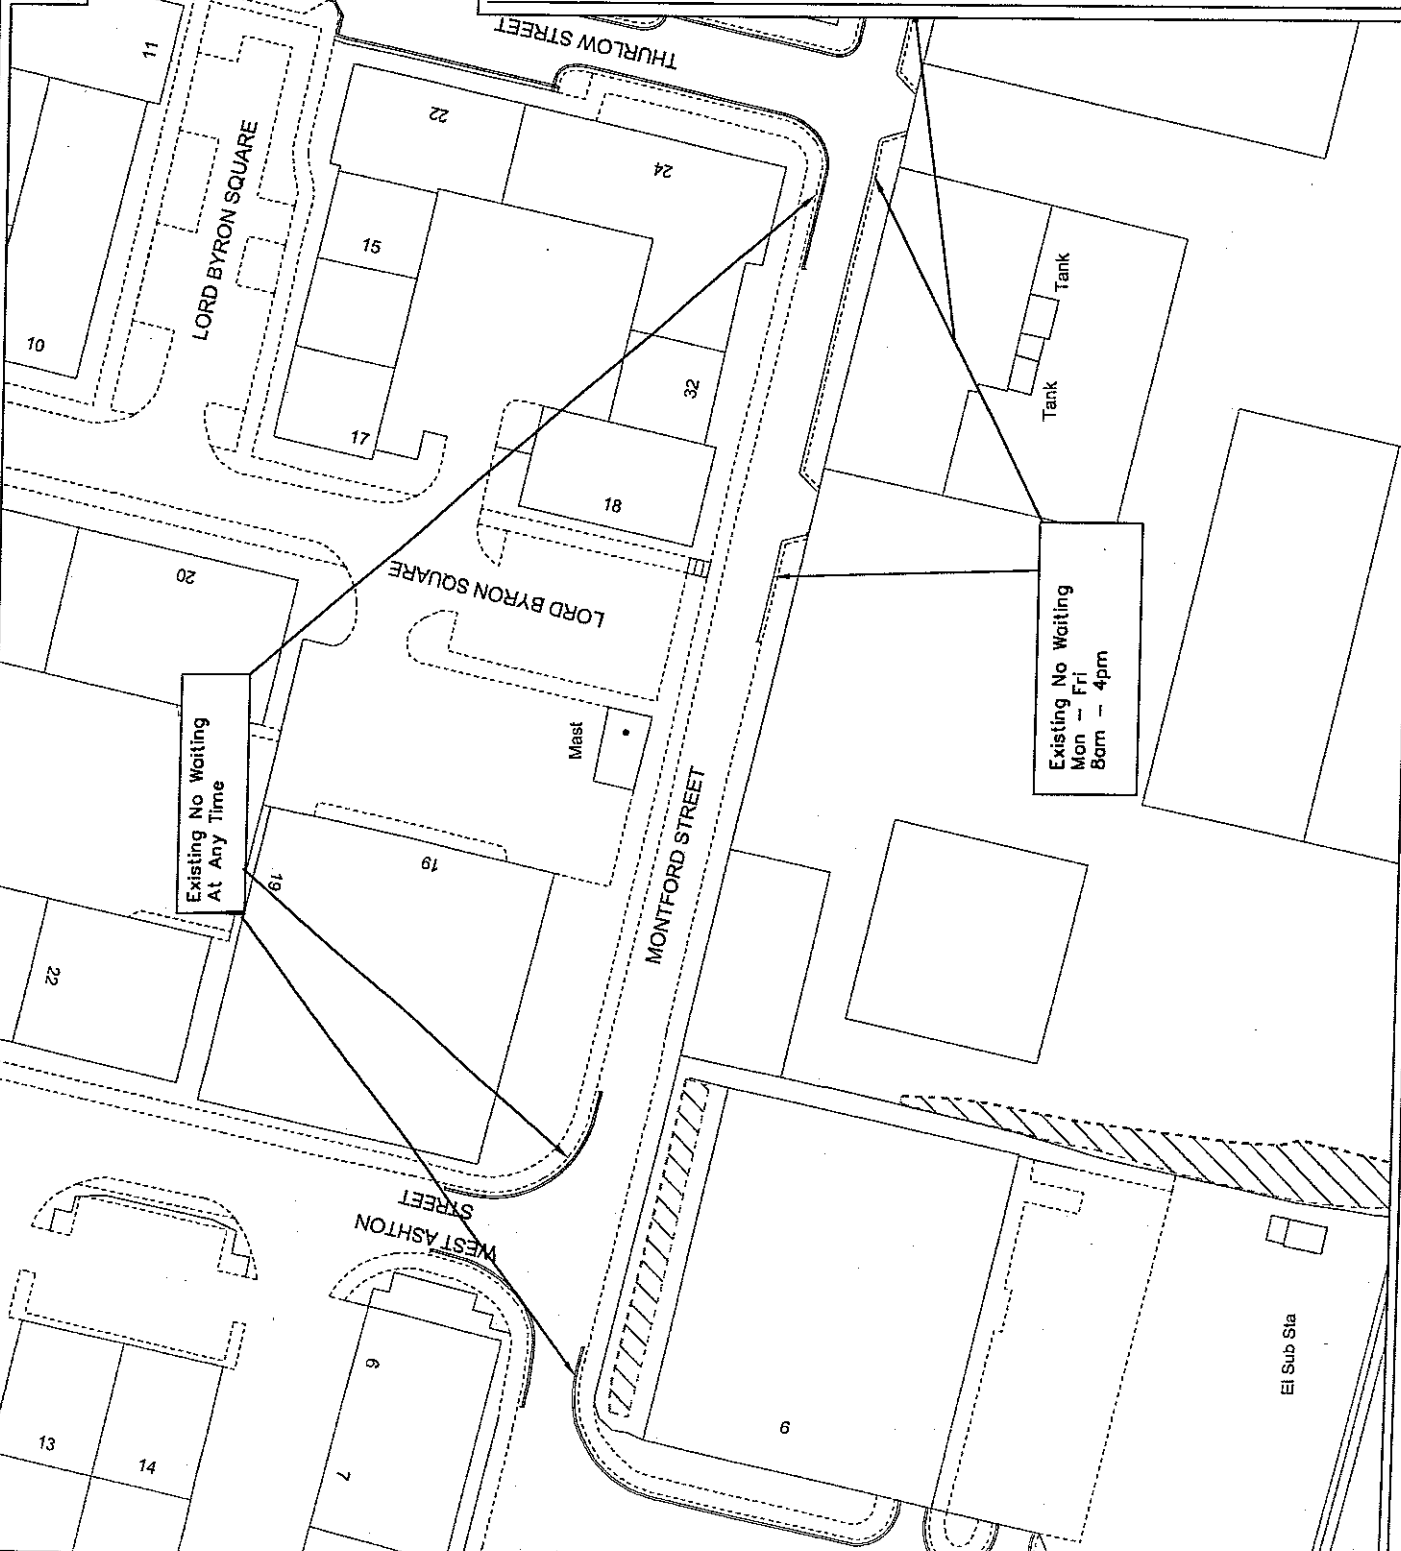 THURLOW STREET
11
22
24
LORD BYRON SQUARE
15
10
32
17
18
Tank
Tank
20
LORD BYRON SQUARE
Existing No Waiting
At Any Time
Existing No Waiting
Mon - Fri
8am - 4pm
Mast
MONTFORD STREET
19
19
22
WEST ASHTON
STREET
13
14
6
7
6
El Sub Sta